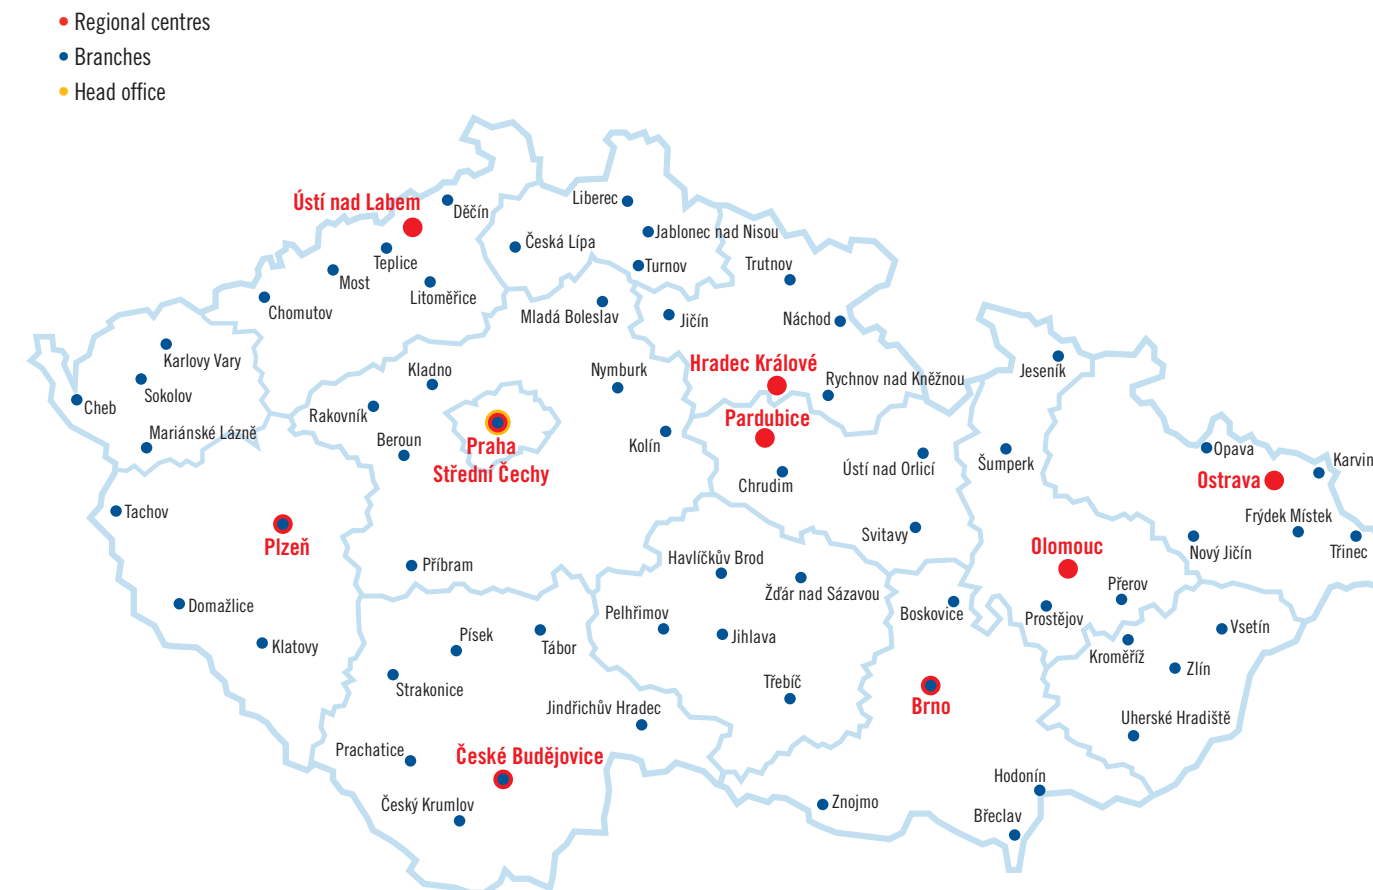 Regional centres
Branches
Head office
Ústí nad Labem
Děčín
Liberec
Jablonec nad Nisou
Česká Lípa
Teplice
Turnov
Trutnov
Most
Litoměřice
Chomutov
Mladá Boleslav
Jičín
Náchod
Karlovy Vary
Kladno
Nymburk
Hradec Králové
Rychnov nad Kněžnou
Jeseník
Sokolov
Cheb
Rakovník
Pardubice
Mariánské Lázně
Beroun
Praha
Střední Čechy
Kolín
Ústí nad Orlicí
Šumperk
Opava
Karvin
Chrudim
Ostrava
Tachov
Frýdek Místek
Plzeň
Svitavy
Olomouc
Nový Jičín
Třinec
Příbram
Havlíčkův Brod
Žďár nad Sázavou
Přerov
Domažlice
Pelhřimov
Boskovice
Prostějov
Klatovy
Písek
Tábor
Jihlava
Vsetín
Kroměříž
Zlín
Strakonice
Třebíč
Jindřichův Hradec
Brno
Uherské Hradiště
Prachatice
České Budějovice
Hodonín
Český Krumlov
Znojmo
Břeclav